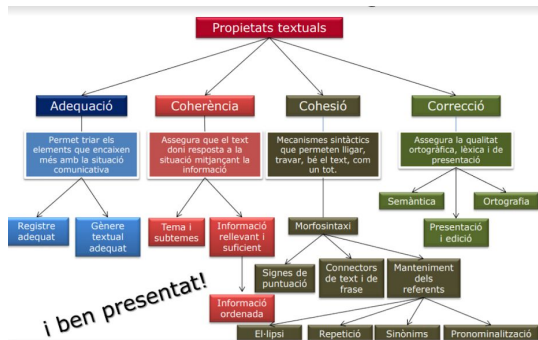 Propietats textuals
Adequació
Coherència
Cohesió
Correcció
Permet triar els
elements que encaixen
més amb la situació
comunicativa
Assegura que el text
doni resposta a la
situació mitjançant la
informació
Mecanismes sintàctics
que permeten lligar,
travar, bé el text, com
un tot.
Assegura la qualitat
ortogràfica, lèxica i de
presentació
Semàntica
Ortografia
Registre
adequat
Gènere
textual
adequat
Tema i
subtemes
Informació
rellevant i
suficient
Morfosintaxi
Presentació
i edició
Signes de
puntuació
Connectors
de text i de
frase
Manteniment
dels
referents
Informació
ordenada
i ben presentat!
El·lipsi
Repetició
Sinònims
Pronominalització